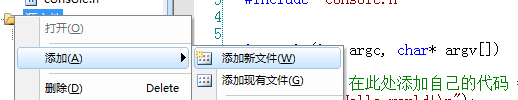 #include "console.h"
打开(O)
添加(A)
添加新文件(W)
argc, char* argv[])
添加现有文件(G)
在此处添加自己的代码
删除(D) Delete